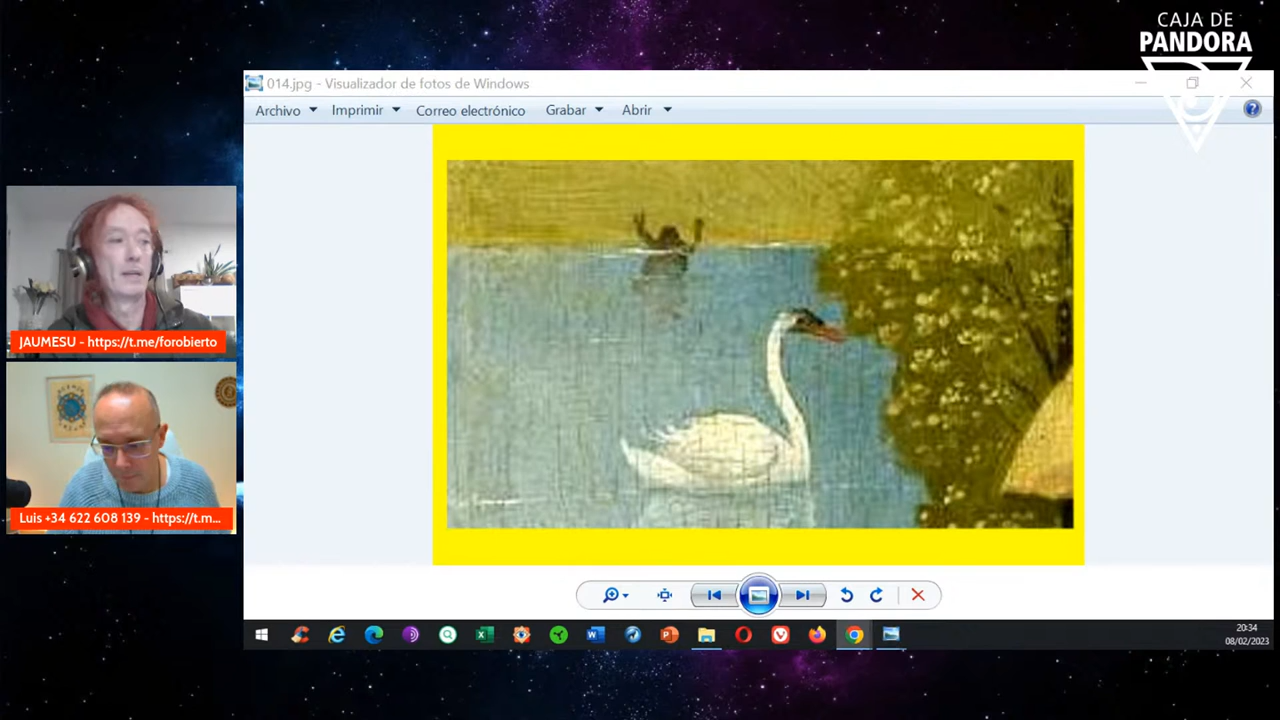 CAJA DE
PANDORA
014.jpg - Visualizador de fotos de Windows
Archivo Imprimir Correo electrónico Grabar Abrir
JAUMESU - https://t.me/forobierto
Luis +34 622 608 139 - https://t.m...
20:34
08/02/2023